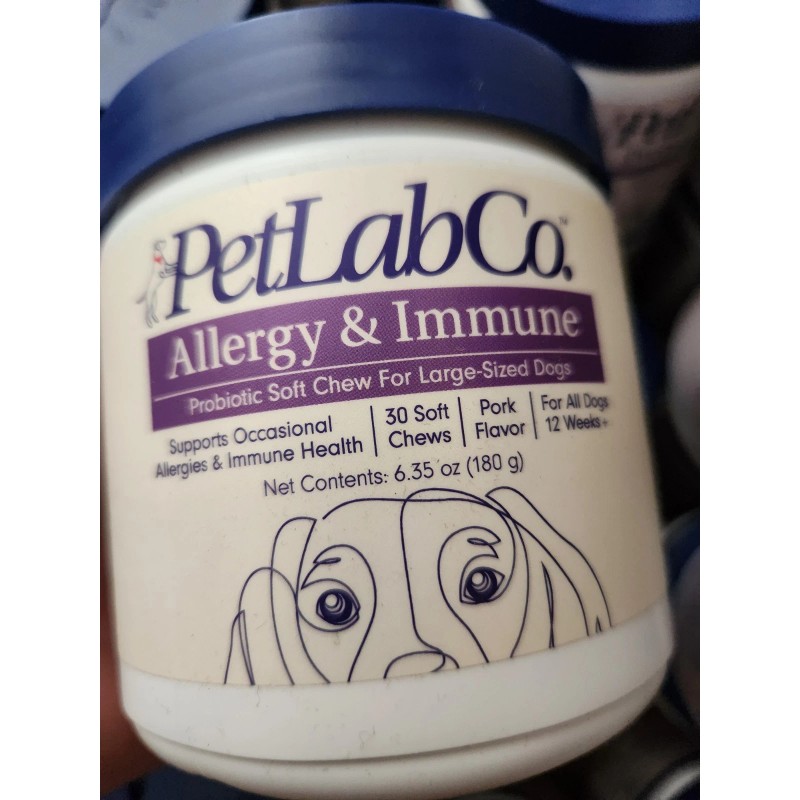 PetLabCo.™
Allergy & Immune
Probiotic Soft Chew For Large-Sized Dogs
Supports Occasional
Allergies & Immune Health
30 Soft
Chews
Pork
Flavor
For All Dogs
12 Weeks+
Net Contents: 6.35 oz (180 g)